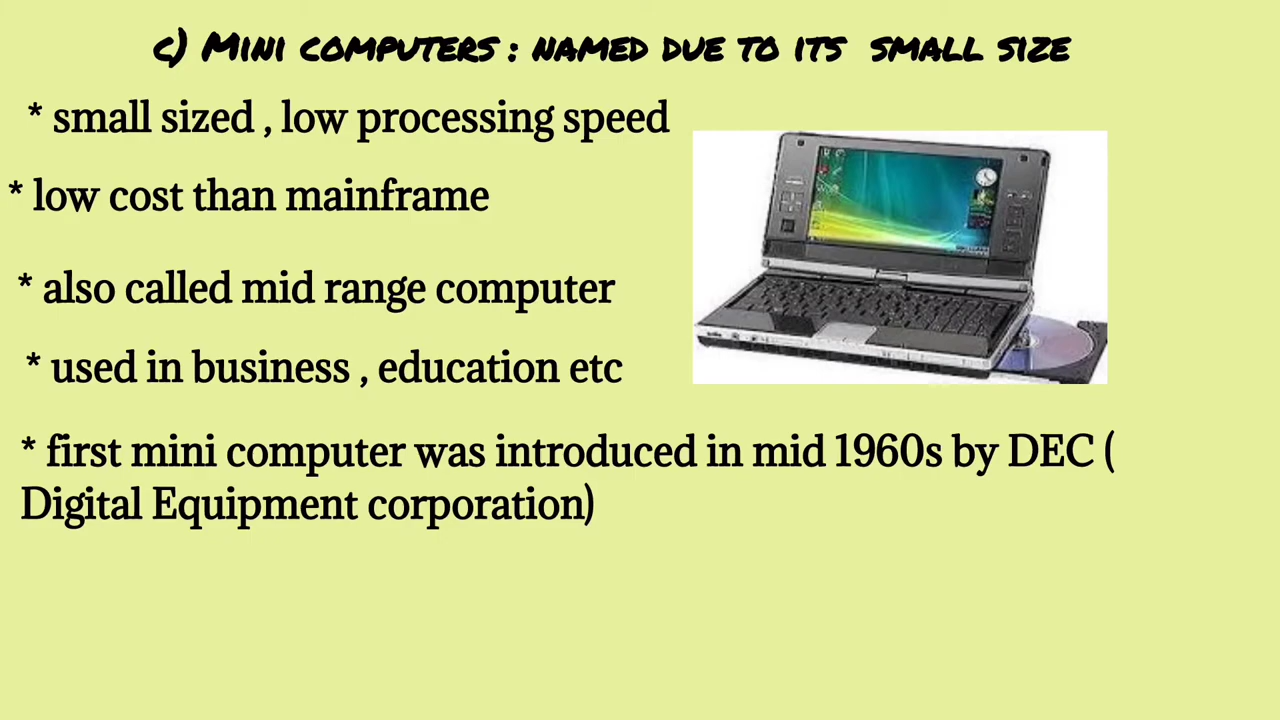 c) Mini computers : named due to its small size
* small sized , low processing speed
* low cost than mainframe
* also called mid range computer
* used in business , education etc
* first mini computer was introduced in mid 1960s by DEC (
Digital Equipment corporation)